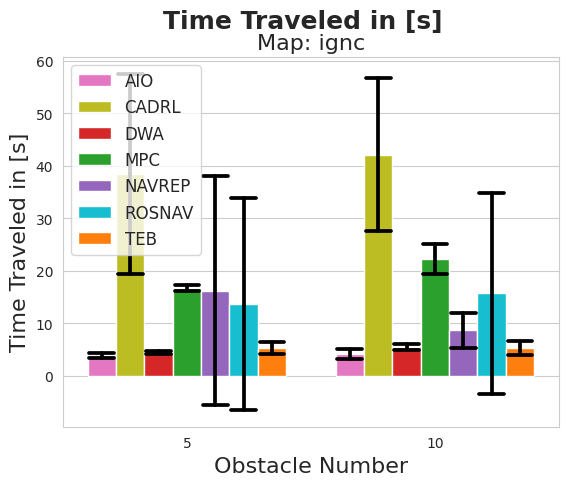 Time Traveled in [s]
Map: ignc
60
50
40
30
20
10
0
Time Traveled in [s]
AIO
CADRL
DWA
MPC
NAVREP
ROSNAV
TEB
5
10
Obstacle Number